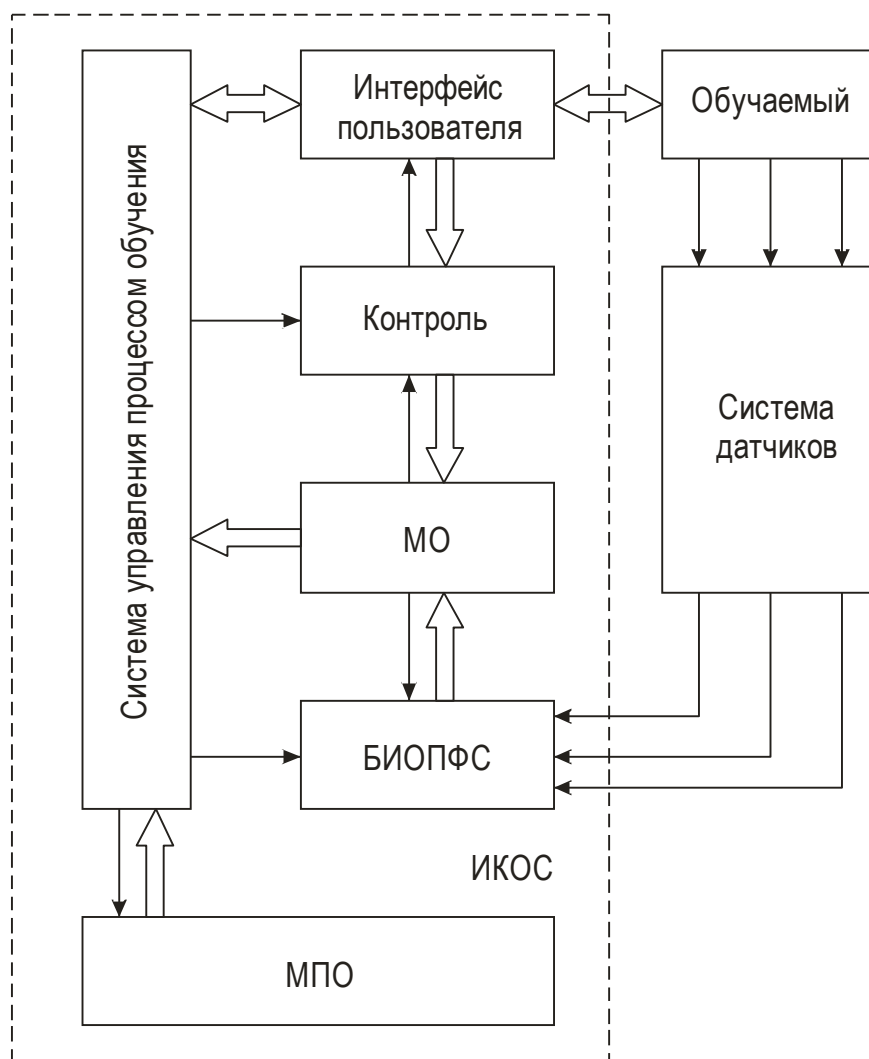 Система управления процессом обучения
Интерфейс
пользователя
Обучаемый
Контроль
Система
датчиков
МО
БИОПФС
ИКОС
МПО